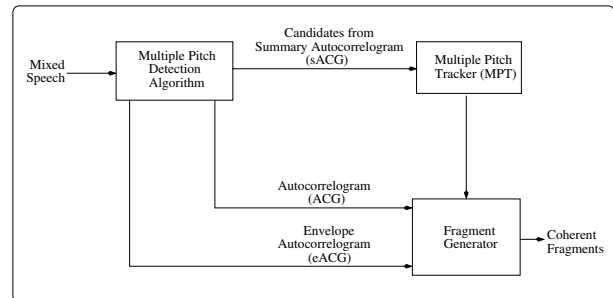 Mixed
Speech
Multiple Pitch
Detection
Algorithm
Candidates from
Summary Autocorrelogram
(sACG)
Multiple Pitch
Tracker (MPT)
Autocorrelogram
(ACG)
Envelope
Autocorrelogram
(eACG)
Fragment
Generator
Coherent
Fragments